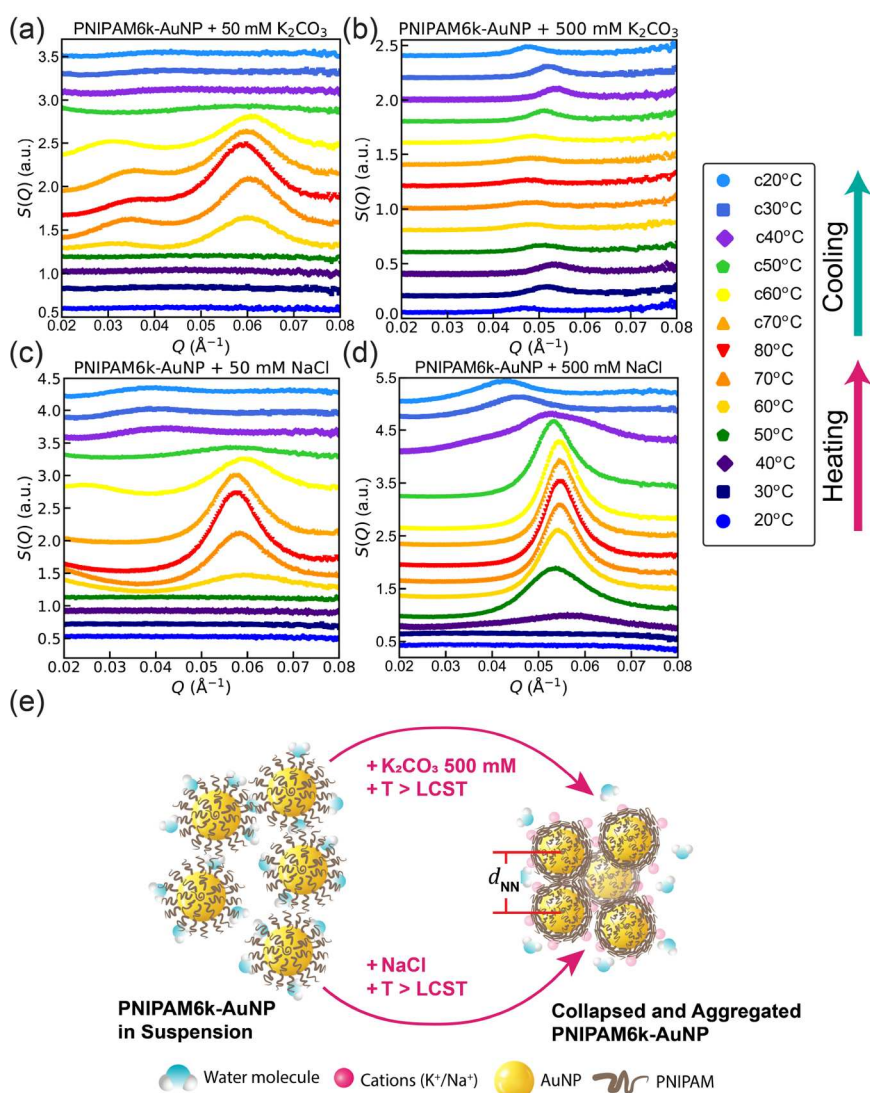 (a)
PNIPAM6k-AuNP + 50 mM K₂CO₃
3.5
3.0
2.5
2.0
1.5
1.0
0.5
S(Q) (a.u.)
0.02 0.03 0.04 0.05 0.06 0.07 0.08
Q (Å⁻¹)
(b)
PNIPAM6k-AuNP + 500 mM K₂CO₃
2.5
2.0
1.5
1.0
0.5
0.0
S(Q) (a.u.)
0.02 0.03 0.04 0.05 0.06 0.07 0.08
Q (Å⁻¹)
(c)
PNIPAM6k-AuNP + 50 mM NaCl
4.5
4.0
3.5
3.0
2.5
2.0
1.5
1.0
0.5
S(Q) (a.u.)
0.02 0.03 0.04 0.05 0.06 0.07 0.08
Q (Å⁻¹)
(d)
PNIPAM6k-AuNP + 500 mM NaCl
5.5
4.5
3.5
2.5
1.5
0.5
S(Q) (a.u.)
0.02 0.03 0.04 0.05 0.06 0.07 0.08
Q (Å⁻¹)
c20°C
c30°C
c40°C
c50°C
c60°C
c70°C
80°C
70°C
60°C
50°C
40°C
30°C
20°C
Cooling
Heating
(e)
+ K₂CO₃ 500 mM
+ T > LCST
d_NN
+ NaCl
+ T > LCST
PNIPAM6k-AuNP
in Suspension
Collapsed and Aggregated
PNIPAM6k-AuNP
Water molecule
Cations (K⁺/Na⁺)
AuNP
PNIPAM